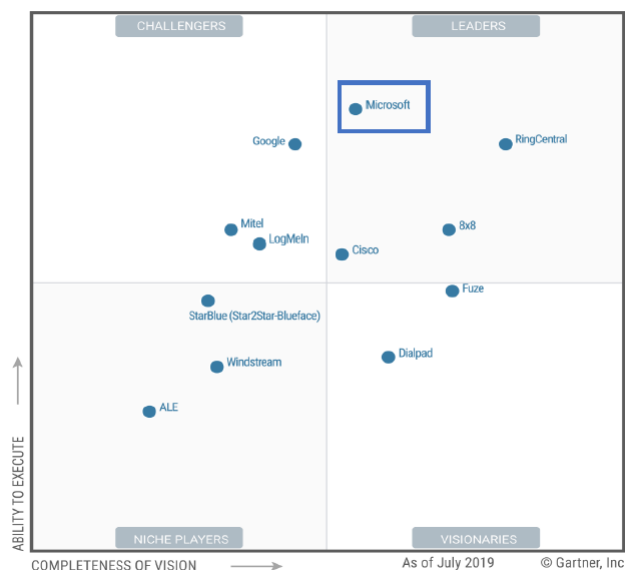 CHALLENGERS
LEADERS
Microsoft
Google
RingCentral
Mitel
8x8
LogMeIn
Cisco
Fuze
StarBlue (Star2Star-Blueface)
Dialpad
Windstream
ALE
ABILITY TO EXECUTE
NICHE PLAYERS
VISIONARIES
COMPLETENESS OF VISION
As of July 2019
© Gartner, Inc